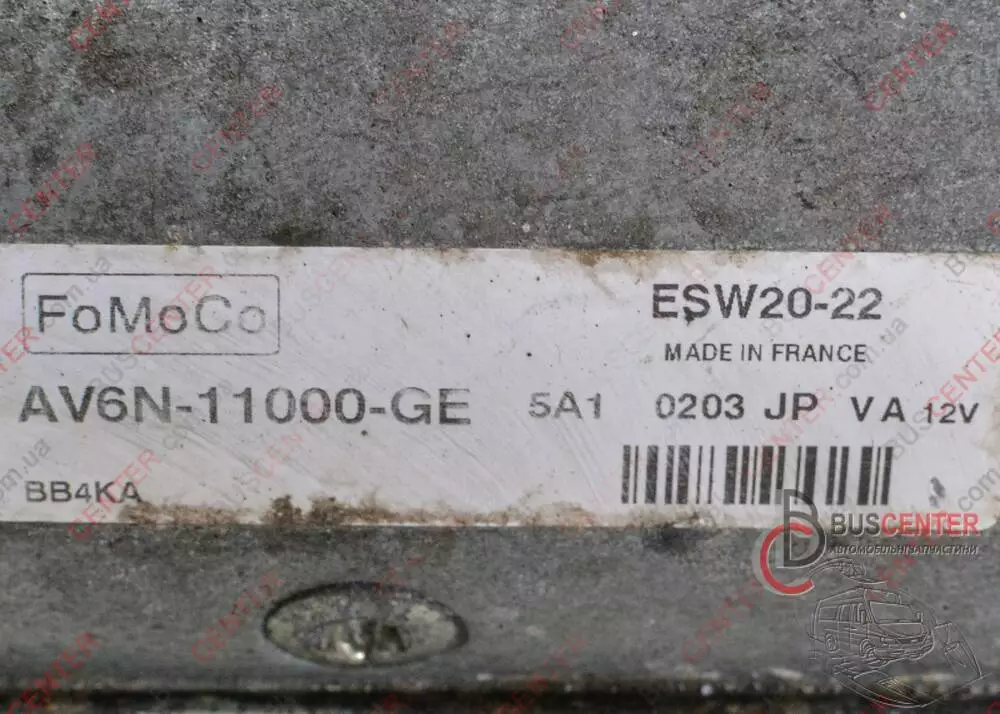 FoMoCo
ESW20-22
MADE IN FRANCE
AV6N-11000-GE 5A1 0203 JP VA 12V
BB4KA
BUSCENTER
АВТОМОБІЛЬНІ ЗАПЧАСТИНИ